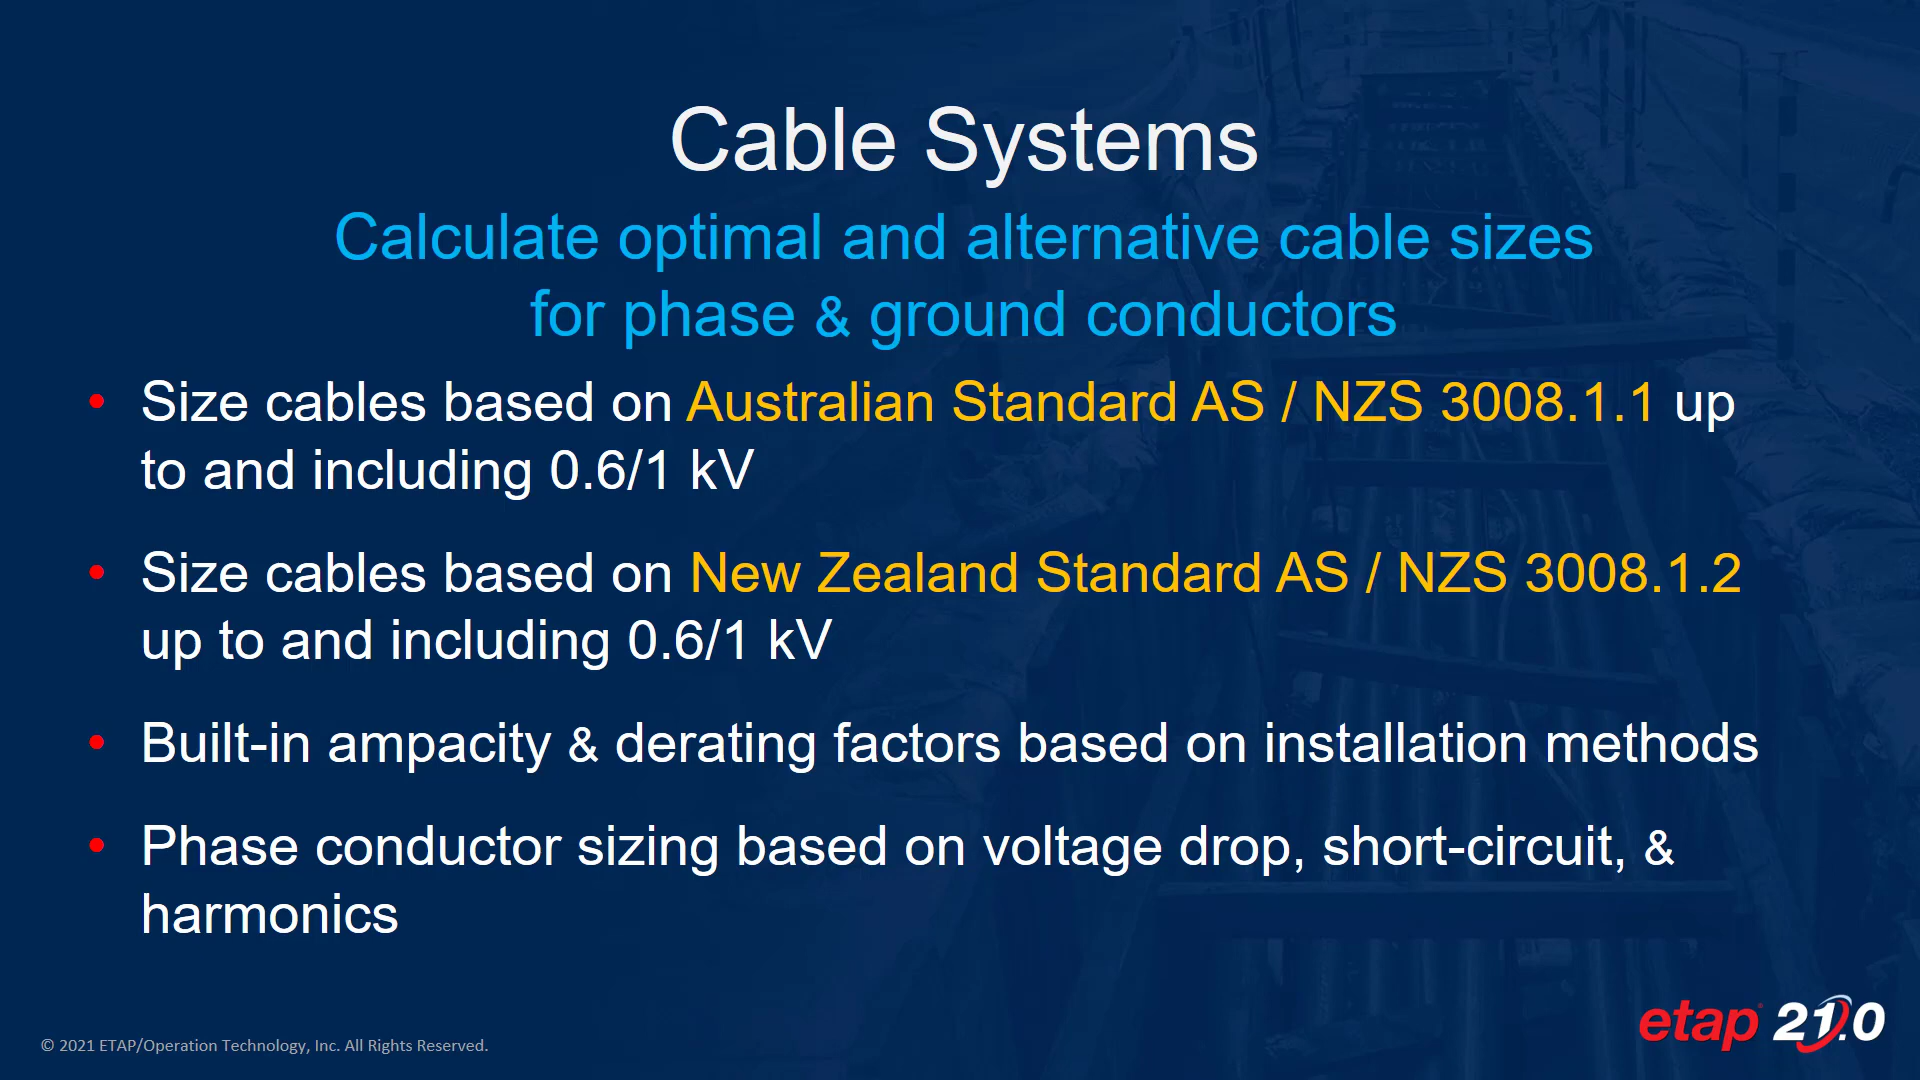 Cable Systems
Calculate optimal and alternative cable sizes
for phase & ground conductors
• Size cables based on Australian Standard AS / NZS 3008.1.1 up
to and including 0.6/1 kV
• Size cables based on New Zealand Standard AS / NZS 3008.1.2
up to and including 0.6/1 kV
• Built-in ampacity & derating factors based on installation methods
• Phase conductor sizing based on voltage drop, short-circuit, &
harmonics
etap® 21.0
© 2021 ETAP/Operation Technology, Inc. All Rights Reserved.